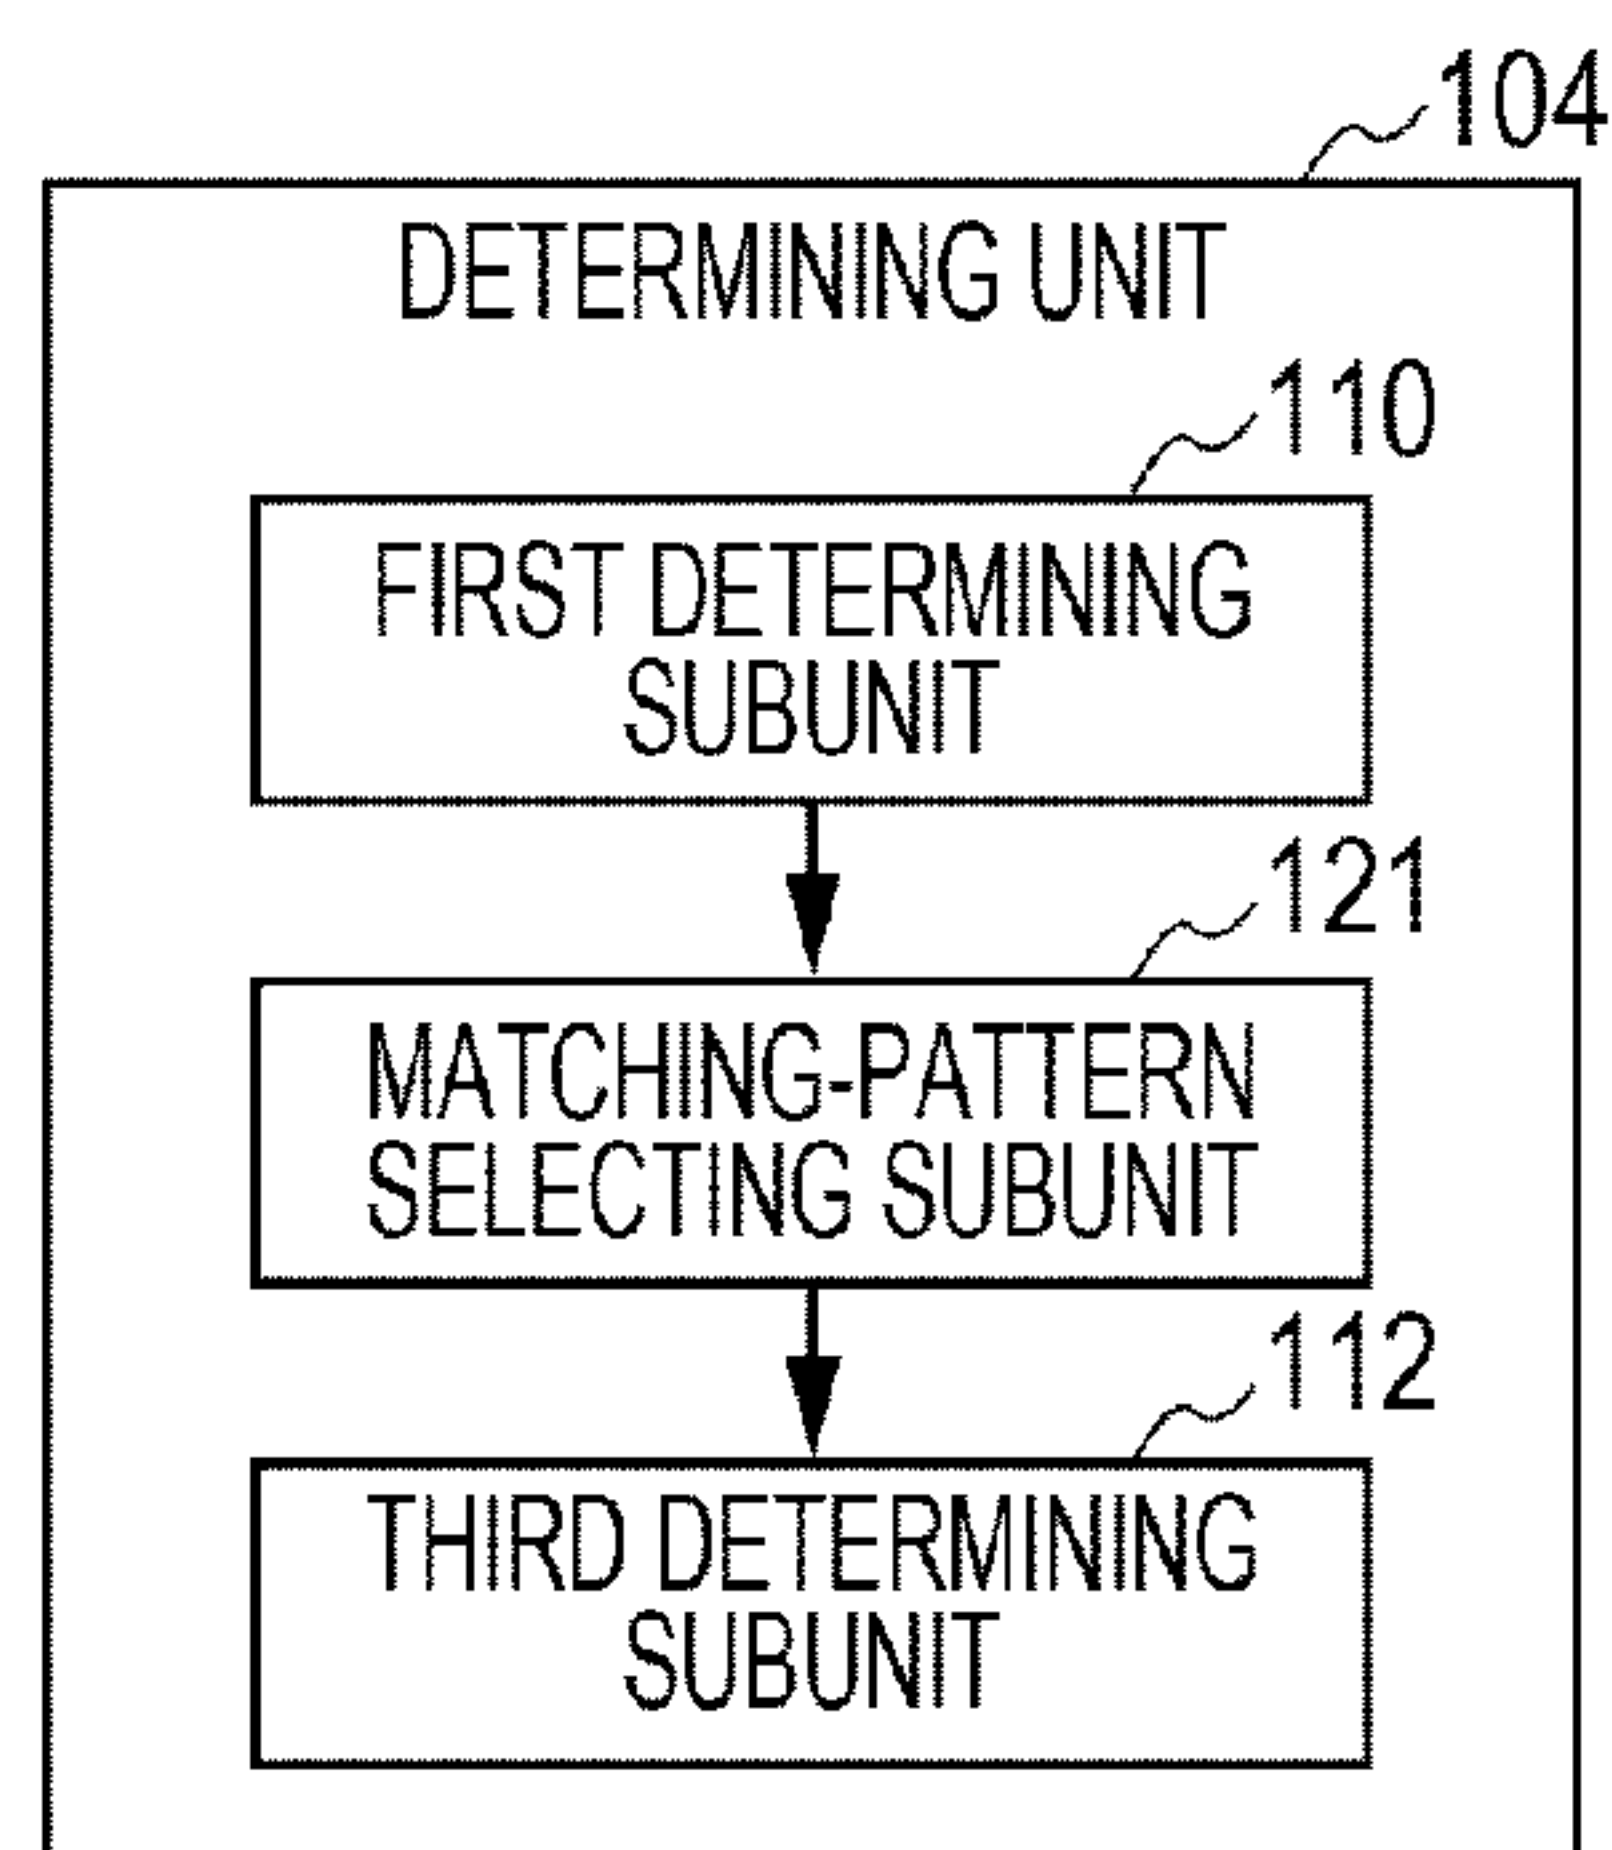 104
DETERMINING UNIT
110
FIRST DETERMINING
SUBUNIT
121
MATCHING-PATTERN
SELECTING SUBUNIT
112
THIRD DETERMINING
SUBUNIT